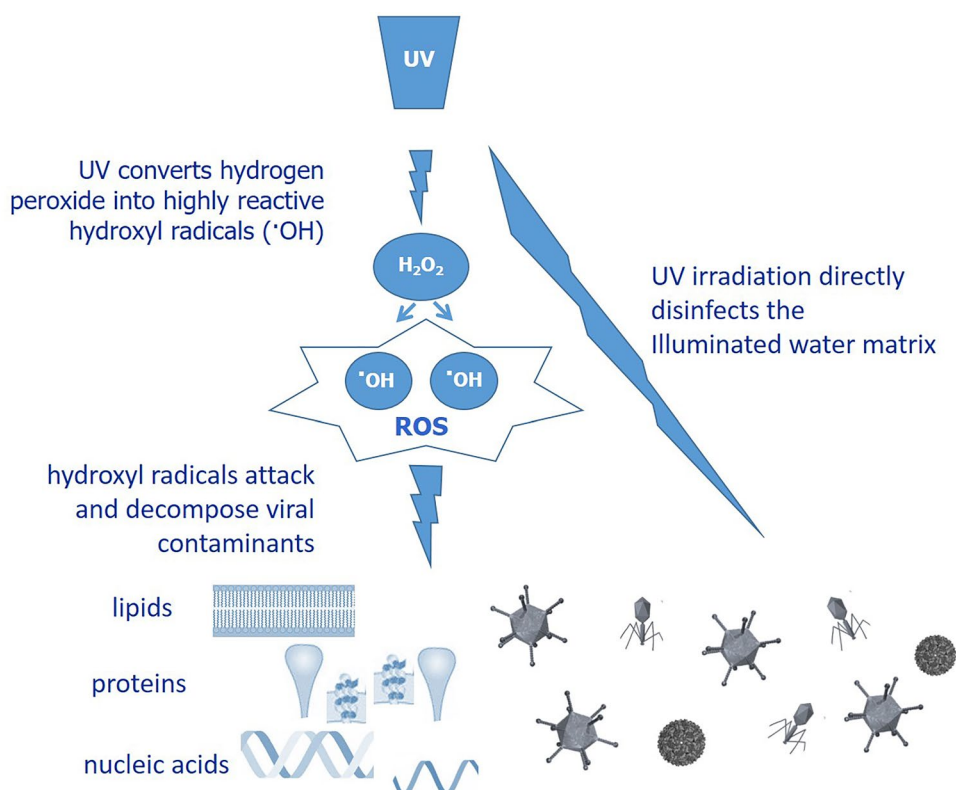 UV
UV converts hydrogen
peroxide into highly reactive
hydroxyl radicals (˙OH)
H₂O₂
UV irradiation directly
disinfects the
Illuminated water matrix
˙OH
˙OH
ROS
hydroxyl radicals attack
and decompose viral
contaminants
lipids
proteins
nucleic acids